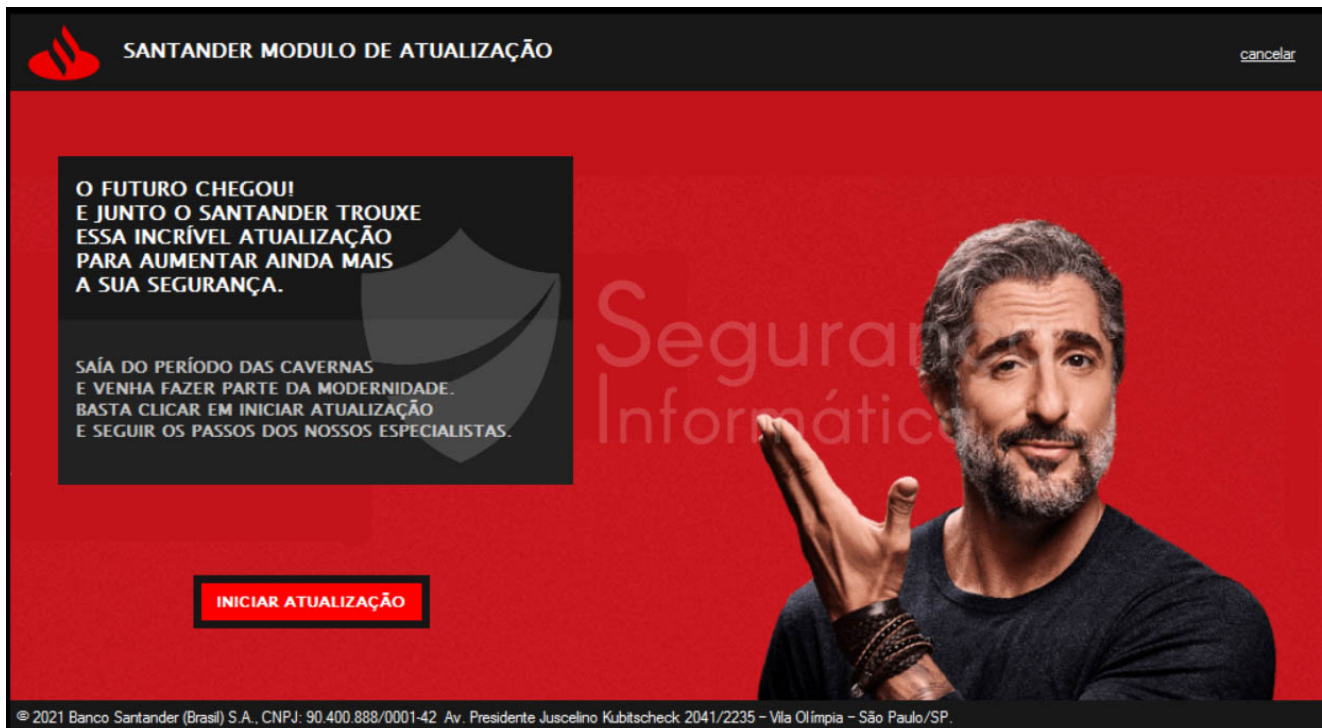 SANTANDER MODULO DE ATUALIZAÇÃO
cancelar
O FUTURO CHEGOU!
E JUNTO O SANTANDER TROUXE
ESSA INCRÍVEL ATUALIZAÇÃO
PARA AUMENTAR AINDA MAIS
A SUA SEGURANÇA.
SAÍA DO PERÍODO DAS CAVERNAS
E VENHA FAZER PARTE DA MODERNIDADE.
BASTA CLICAR EM INICIAR ATUALIZAÇÃO
E SEGUIR OS PASSOS DOS NOSSOS ESPECIALISTAS.
Segurança
Informática
INICIAR ATUALIZAÇÃO
© 2021 Banco Santander (Brasil) S.A., CNPJ: 90.400.888/0001-42 Av. Presidente Juscelino Kubitscheck 2041/2235 – Vila Olímpia – São Paulo/SP.